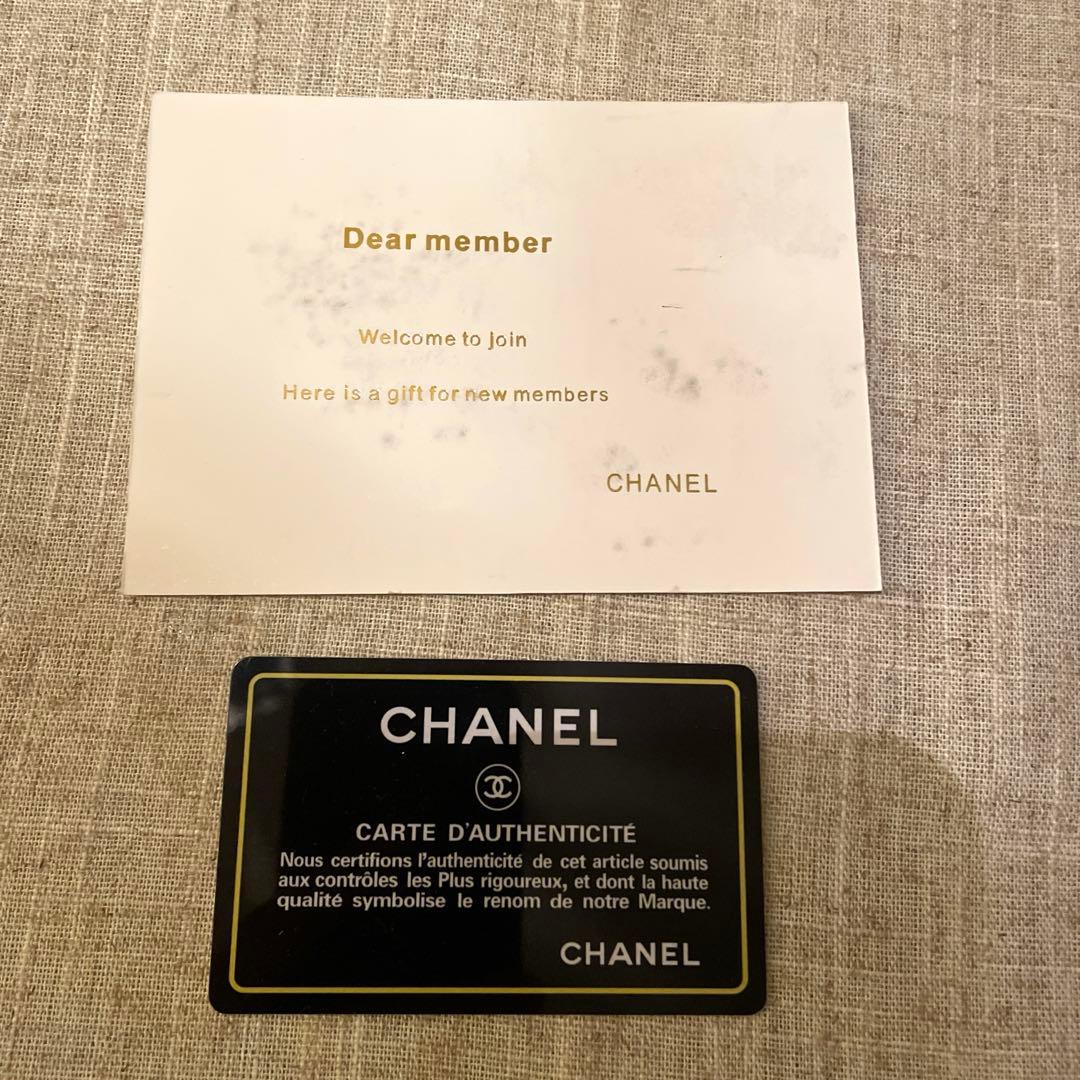 Dear member
Welcome to Join
Here is a gift for new members
CHANEL
CHANEL
CARTE D'AUTHENTICITÉ
Nous certifions l'authenticité de cet article soumis
aux contrôles les Plus rigoureux, et dont la haute
qualité symbolise le renom de notre Marque.
CHANEL